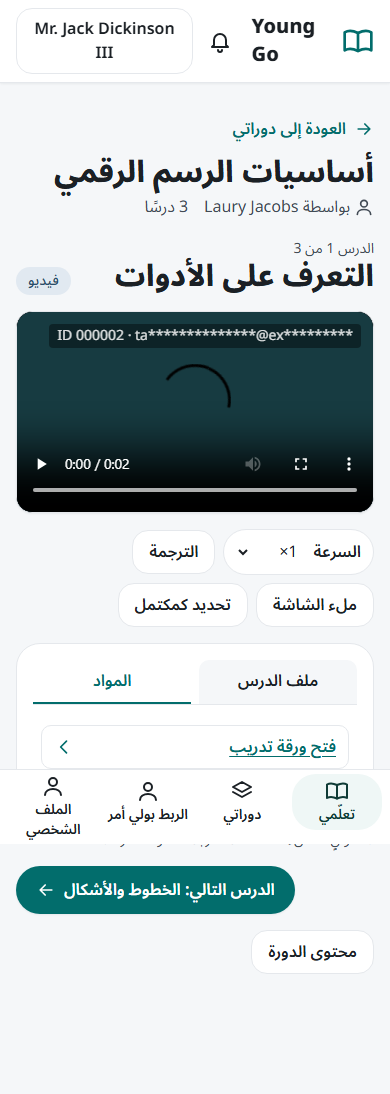 Young Go
Mr. Jack Dickinson III
العودة إلى دوراتي
أساسيات الرسم الرقمي
بواسطة Laury Jacobs 3 درسًا
الدرس 1 من 3
التعرف على الأدوات
فيديو
ID 000002 · ta**************@ex*********
0:00 / 0:02
السرعة
1×
الترجمة
ملء الشاشة
تحديد كمكتمل
ملف الدرس
المواد
فتح ورقة تدريب
تعلّمي
دوراتي
الربط بولي أمر
الملف الشخصي
الدرس التالي: الخطوط والأشكال
محتوى الدورة